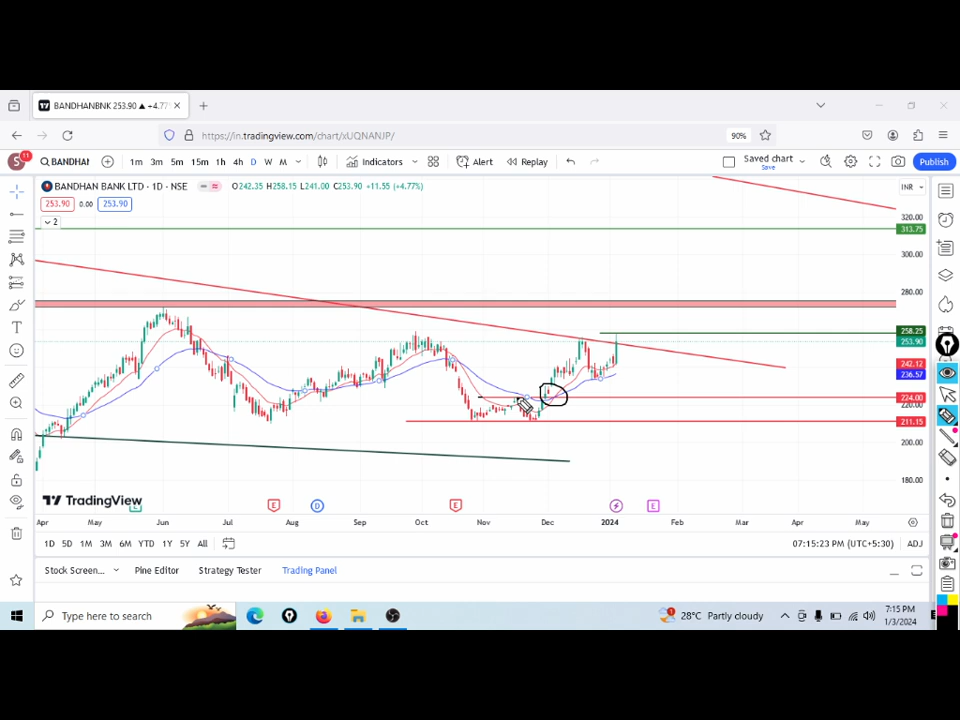 BANDHANBNK 253.90 ▲ +4.77
https://in.tradingview.com/chart/xUQNANJP/
90%
11
S
BANDHAI
1m 3m 5m 15m 1h 4h D W M
Indicators
Alert
Replay
Saved chart
Save
Publish
BANDHAN BANK LTD · 1D · NSE
O242.35 H258.15 L241.00 C253.90 +11.55 (+4.77%)
INR
253.90 0.00 253.90
2
320.00
313.75
300.00
280.00
258.25
253.90
242.12
236.57
224.00
220.00
211.15
200.00
180.00
TradingView
E D E E
Apr May Jun Jul Aug Sep Oct Nov Dec 2024 Feb Mar Apr May
1D 5D 1M 3M 6M YTD 1Y 5Y All
07:15:23 PM (UTC+5:30)
ADJ
Stock Screen...
Pine Editor
Strategy Tester
Trading Panel
Type here to search
28°C Partly cloudy
7:15 PM
1/3/2024